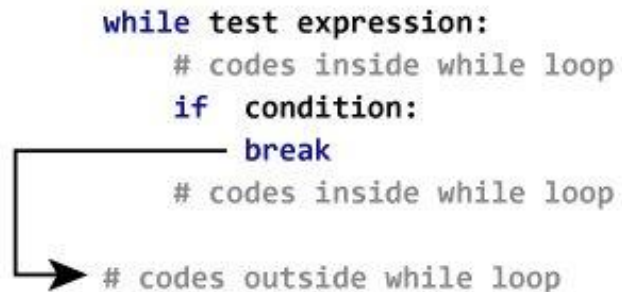 while test expression:
# codes inside while loop
if condition:
break
# codes inside while loop
# codes outside while loop